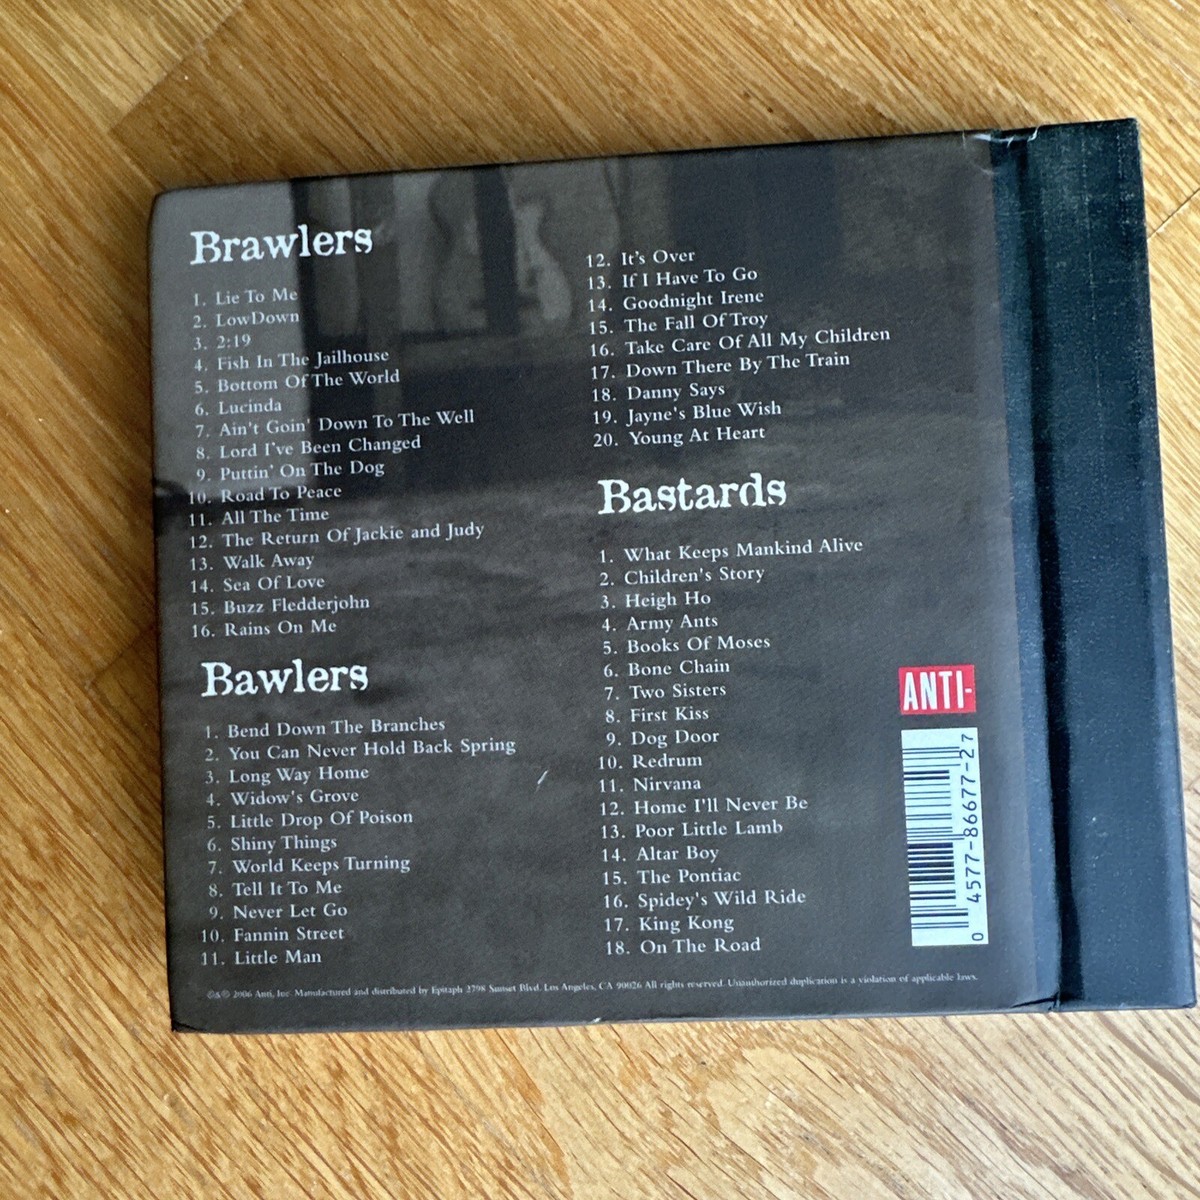 Brawlers
1. Lie To Me
2. LowDown
3. 2:19
4. Fish In The Jailhouse
5. Bottom Of The World
6. Lucinda
7. Ain't Goin' Down To The Well
8. Lord I've Been Changed
9. Puttin' On The Dog
10. Road To Peace
11. All The Time
12. The Return Of Jackie and Judy
13. Walk Away
14. Sea Of Love
15. Buzz Fledderjohn
16. Rains On Me
Bawlers
1. Bend Down The Branches
2. You Can Never Hold Back Spring
3. Long Way Home
4. Widow's Grove
5. Little Drop Of Poison
6. Shiny Things
7. World Keeps Turning
8. Tell It To Me
9. Never Let Go
10. Fannin Street
11. Little Man
12. It's Over
13. If I Have To Go
14. Goodnight Irene
15. The Fall Of Troy
16. Take Care Of All My Children
17. Down There By The Train
18. Danny Says
19. Jayne's Blue Wish
20. Young At Heart
Bastards
1. What Keeps Mankind Alive
2. Children's Story
3. Heigh Ho
4. Army Ants
5. Books Of Moses
6. Bone Chain
7. Two Sisters
8. First Kiss
9. Dog Door
10. Redrum
11. Nirvana
12. Home I'll Never Be
13. Poor Little Lamb
14. Altar Boy
15. The Pontiac
16. Spidey's Wild Ride
17. King Kong
18. On The Road
ANTI-
0 4577-86677-2 7
©&℗ 2006 Anti, Inc. Manufactured and distributed by Epitaph 2798 Sunset Blvd. Los Angeles, CA 90026 All rights reserved. Unauthorized duplication is a violation of applicable laws.